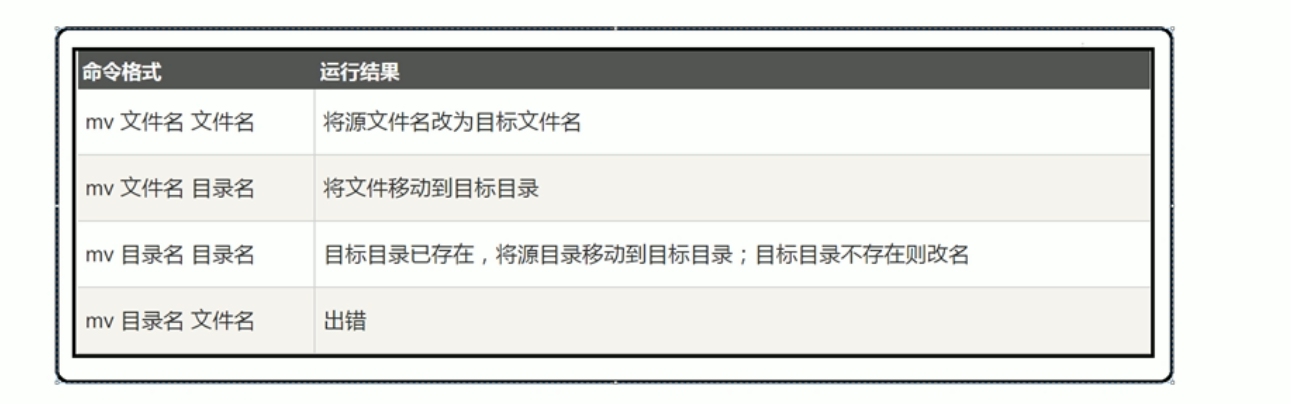 命令格式 运行结果
mv 文件名 文件名 将源文件名改为目标文件名
mv 文件名 目录名 将文件移动到目标目录
mv 目录名 目录名 目标目录已存在，将源目录移动到目标目录；目标目录不存在则改名
mv 目录名 文件名 出错